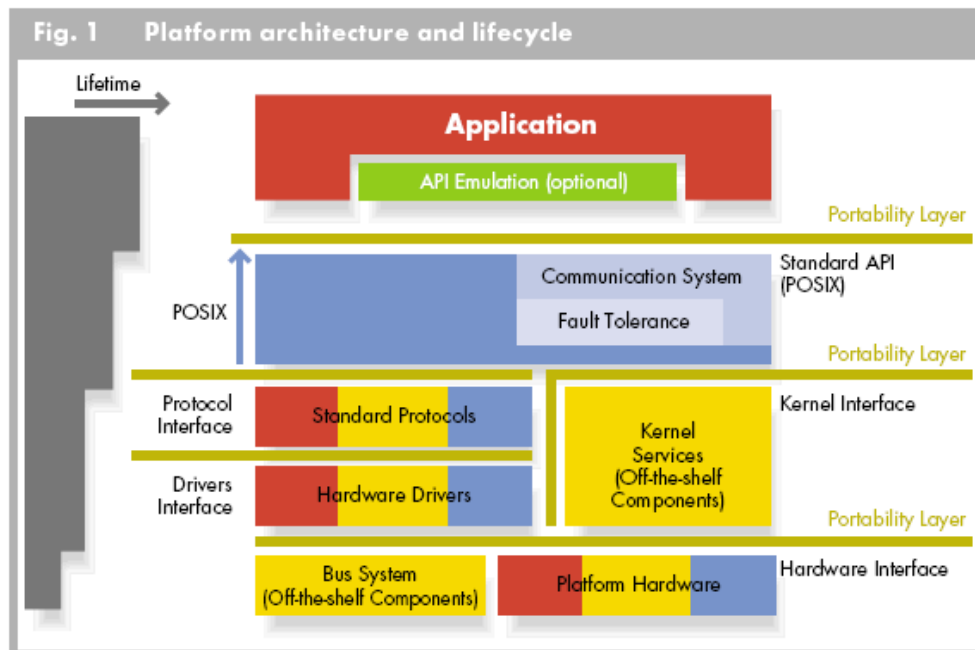 Fig. 1 Platform architecture and lifecycle
Lifetime
Application
API Emulation (optional)
Portability Layer
POSIX
Communication System
Fault Tolerance
Standard API
(POSIX)
Portability Layer
Protocol
Interface
Standard Protocols
Kernel
Services
(Off-the-shelf
Components)
Kernel Interface
Drivers
Interface
Hardware Drivers
Portability Layer
Bus System
(Off-the-shelf Components)
Platform Hardware
Hardware Interface